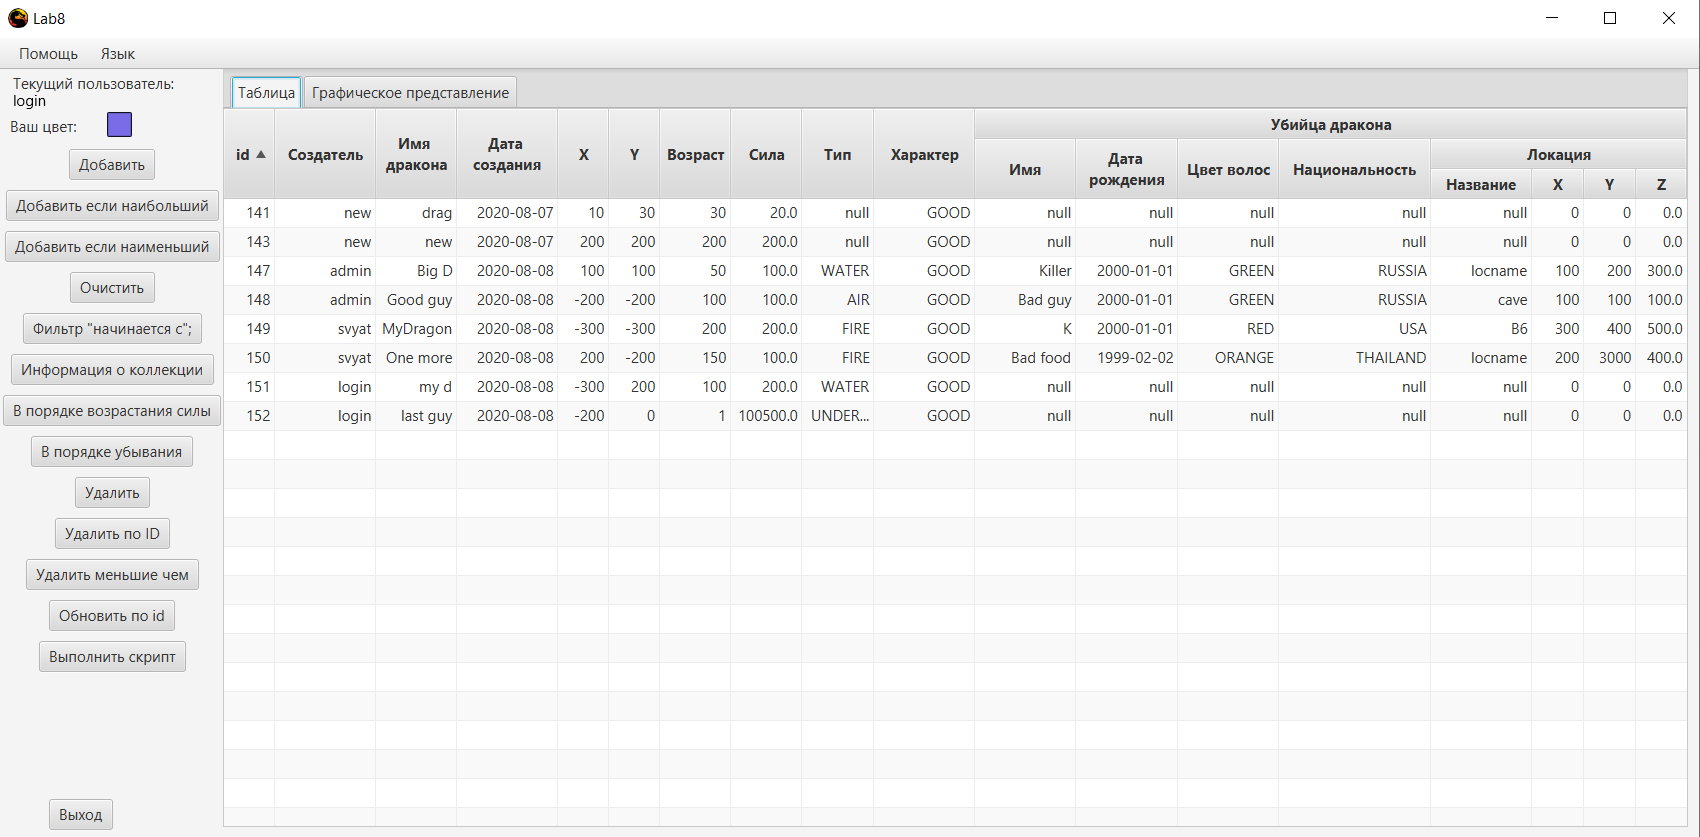 Lab8
Помощь Язык
Текущий пользователь:
login
Ваш цвет:
Добавить
Добавить если наибольший
Добавить если наименьший
Очистить
Фильтр "начинается с";
Информация о коллекции
В порядке возрастания силы
В порядке убывания
Удалить
Удалить по ID
Удалить меньшие чем
Обновить по id
Выполнить скрипт
Выход
Таблица Графическое представление
id Создатель Имя дракона Дата создания X Y Возраст Сила Тип Характер Убийца дракона
Имя Дата рождения Цвет волос Национальность Локация
Название X Y Z
141 new drag 2020-08-07 10 30 30 20.0 null GOOD null null null null null 0 0 0.0
143 new new 2020-08-07 200 200 200 200.0 null GOOD null null null null null 0 0 0.0
147 admin Big D 2020-08-08 100 100 50 100.0 WATER GOOD Killer 2000-01-01 GREEN RUSSIA locname 100 200 300.0
148 admin Good guy 2020-08-08 -200 -200 100 100.0 AIR GOOD Bad guy 2000-01-01 GREEN RUSSIA cave 100 100 100.0
149 svyat MyDragon 2020-08-08 -300 -300 200 200.0 FIRE GOOD K 2000-01-01 RED USA B6 300 400 500.0
150 svyat One more 2020-08-08 200 -200 150 100.0 FIRE GOOD Bad food 1999-02-02 ORANGE THAILAND locname 200 3000 400.0
151 login my d 2020-08-08 -300 200 100 200.0 WATER GOOD null null null null null 0 0 0.0
152 login last guy 2020-08-08 -200 0 1 100500.0 UNDER... GOOD null null null null null 0 0 0.0